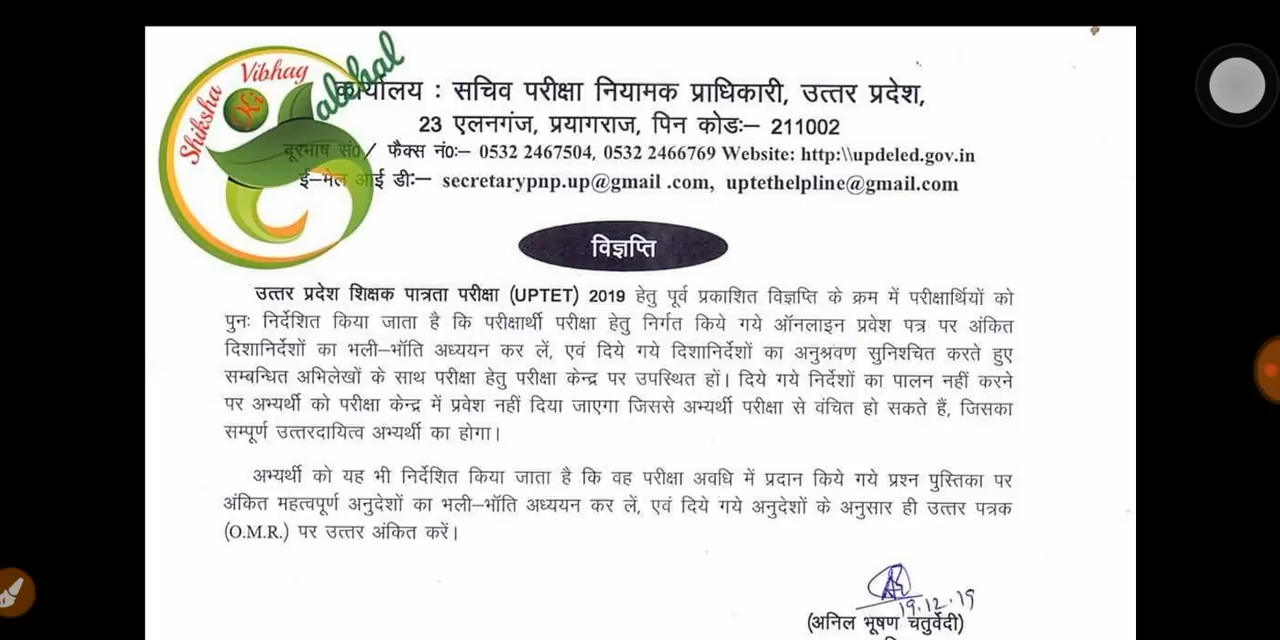 Shiksha
Vibhag
Ki
कार्यालय : सचिव परीक्षा नियामक प्राधिकारी, उत्तर प्रदेश,
23 एलनगंज, प्रयागराज, पिन कोडः– 211002
दूरभाष सं0/ फैक्स नं0ः– 0532 2467504, 0532 2466769 Website: http:\\updeled.gov.in
ई–मेल आई डीः– secretarypnp.up@gmail .com, uptethelpline@gmail.com
विज्ञप्ति
उत्तर प्रदेश शिक्षक पात्रता परीक्षा (UPTET) 2019 हेतु पूर्व प्रकाशित विज्ञप्ति के क्रम में परीक्षार्थियों को
पुनः निर्देशित किया जाता है कि परीक्षार्थी परीक्षा हेतु निर्गत किये गये ऑनलाइन प्रवेश पत्र पर अंकित
दिशानिर्देशों का भली–भॉति अध्ययन कर लें, एवं दिये गये दिशानिर्देशों का अनुश्रवण सुनिश्चित करते हुए
सम्बन्धित अभिलेखों के साथ परीक्षा हेतु परीक्षा केन्द्र पर उपस्थित हों। दिये गये निर्देशों का पालन नहीं करने
पर अभ्यर्थी को परीक्षा केन्द्र में प्रवेश नहीं दिया जाएगा जिससे अभ्यर्थी परीक्षा से वंचित हो सकते हैं, जिसका
सम्पूर्ण उत्तरदायित्व अभ्यर्थी का होगा।
अभ्यर्थी को यह भी निर्देशित किया जाता है कि वह परीक्षा अवधि में प्रदान किये गये प्रश्न पुस्तिका पर
अंकित महत्वपूर्ण अनुदेशों का भली–भॉति अध्ययन कर लें, एवं दिये गये अनुदेशों के अनुसार ही उत्तर पत्रक
(O.M.R.) पर उत्तर अंकित करें।
19.12.19
(अनिल भूषण चतुर्वेदी)